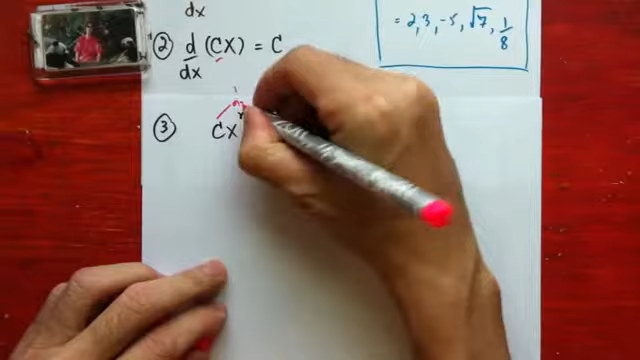 dx
② d/dx (CX) = C
= 2, 3, -5, √7, 1/8
③ CX